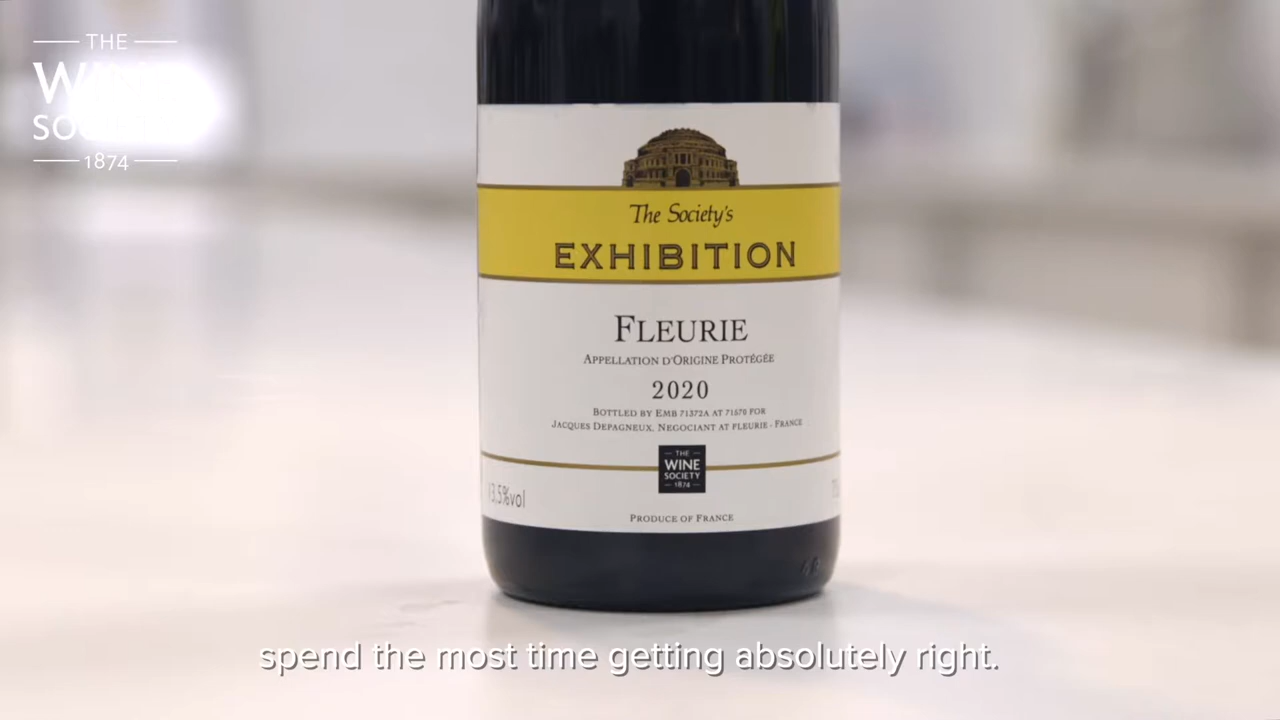 THE
WINE
SOCIETY
1874
The Society's
EXHIBITION
FLEURIE
APPELLATION D'ORIGINE PROTÉGÉE
2020
BOTTLED BY EMB 71372A AT 71570 FOR
JACQUES DEPAGNEUX, NEGOCIANT AT FLEURIE - FRANCE
THE
WINE
SOCIETY
1874
13.5%vol
PRODUCE OF FRANCE
spend the most time getting absolutely right.